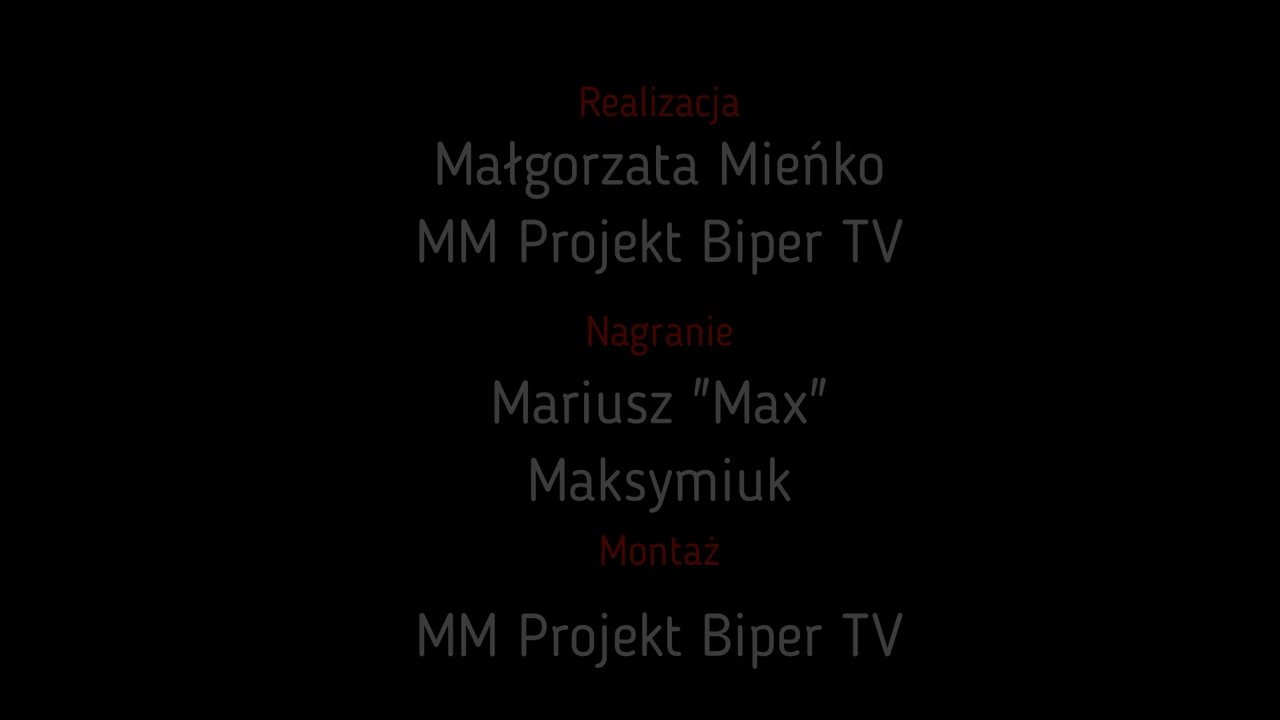 Realizacja
Małgorzata Mieńko
MM Projekt Biper TV
Nagranie
Mariusz "Max"
Maksymiuk
Montaż
MM Projekt Biper TV